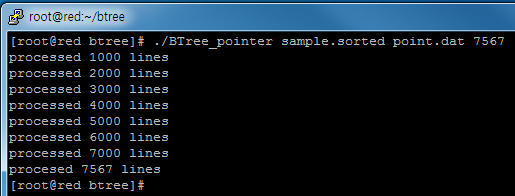 root@red:~/btree
[root@red btree]# ./BTree_pointer sample.sorted point.dat 7567
processed 1000 lines
processed 2000 lines
processed 3000 lines
processed 4000 lines
processed 5000 lines
processed 6000 lines
processed 7000 lines
procesed 7567 lines
[root@red btree]#